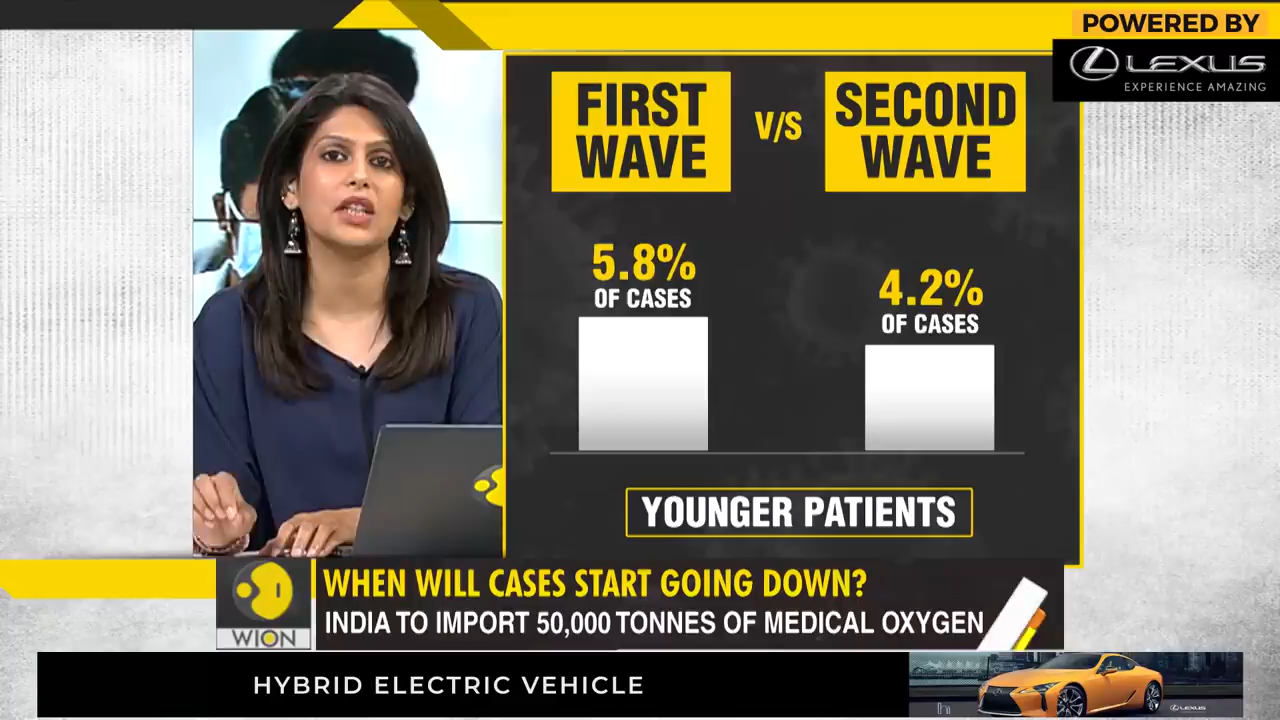 POWERED BY
LEXUS
EXPERIENCE AMAZING
FIRST
WAVE
V/S
SECOND
WAVE
5.8%
OF CASES
4.2%
OF CASES
YOUNGER PATIENTS
WHEN WILL CASES START GOING DOWN?
INDIA TO IMPORT 50,000 TONNES OF MEDICAL OXYGEN
WION
HYBRID ELECTRIC VEHICLE
LEXUS